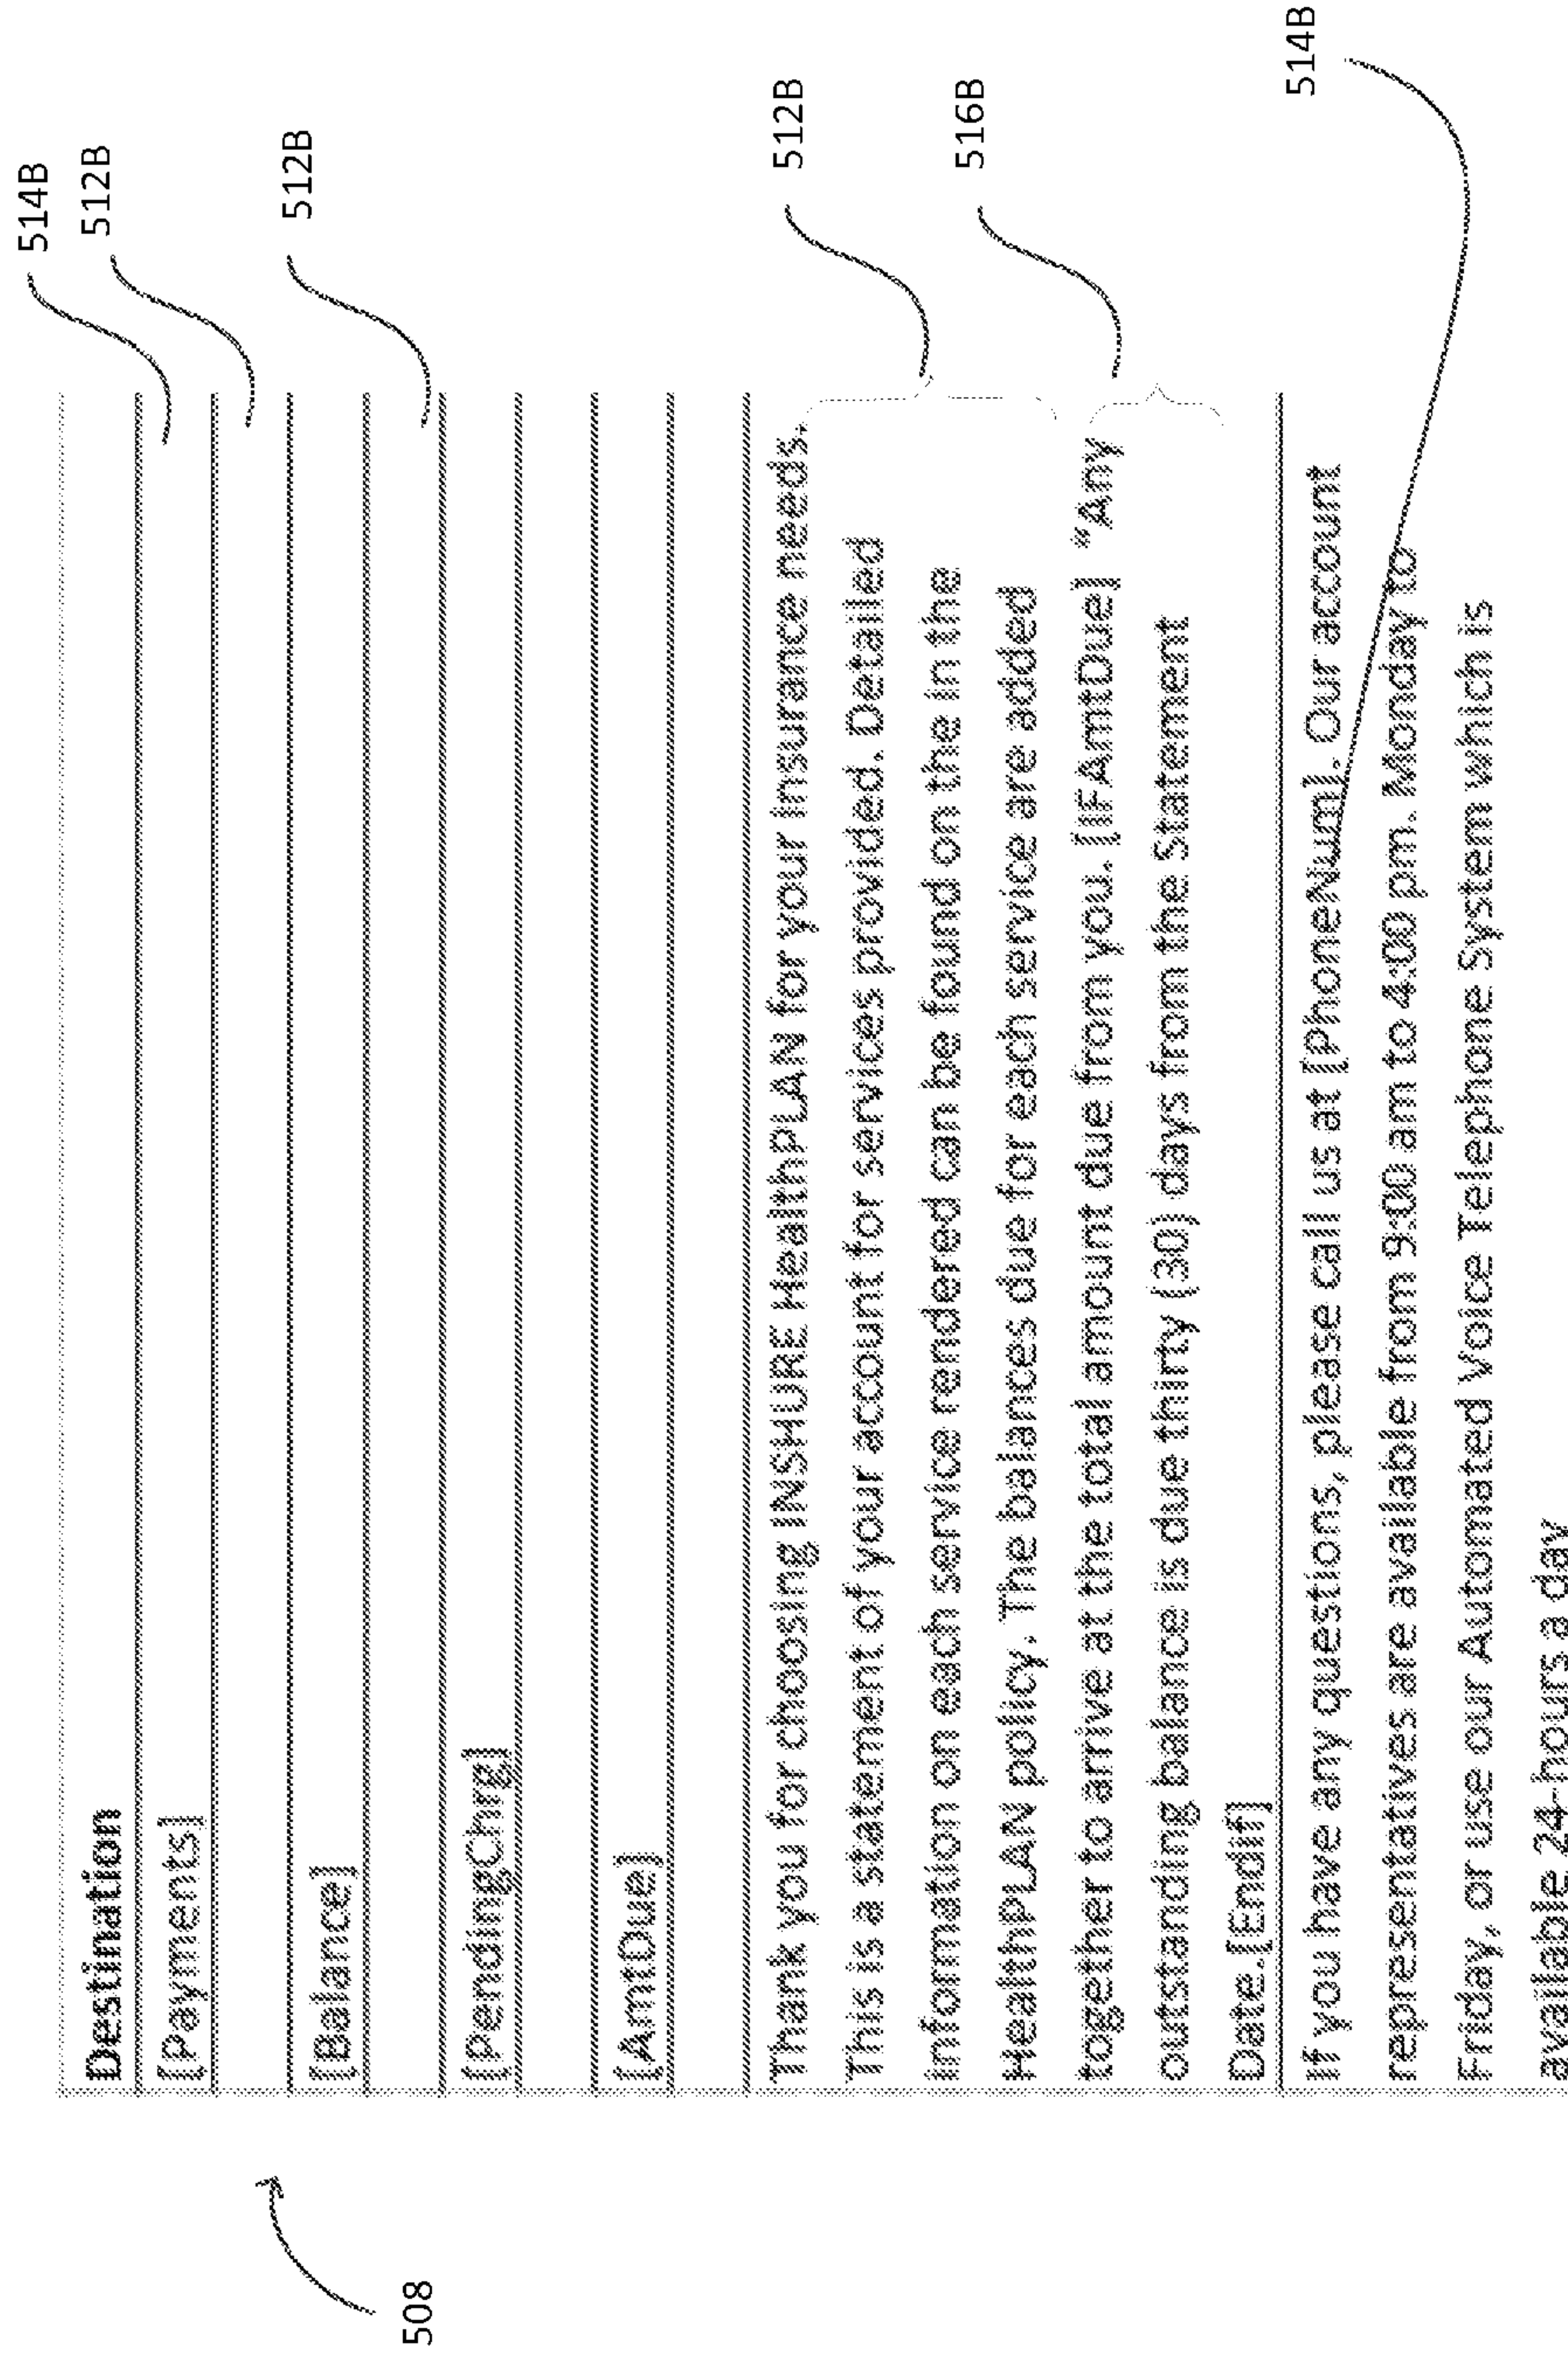 514B
512B
512B
512B
516B
514B
508
Destination
[Payments]
[Balance]
[PendingChrg]
[AmtDue]
Thank you for choosing INSHURE HealthPLAN for your insurance needs.
This is a statement of your account for services provided. Detailed
information on each service rendered can be found on the in the
HealthPLAN policy. The balances due for each service are added
together to arrive at the total amount due from you. [IFAmtDue] “Any
outstanding balance is due thirty (30) days from the Statement
Date.[EndIf]
If you have any questions, please call us at [PhoneNum]. Our account
representatives are available from 9:00 am to 4:00 pm. Monday to
Friday, or use our Automated Voice Telephone System which is
available 24-hours a day